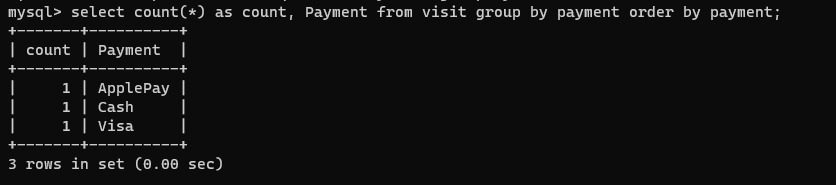 mysql> select count(*) as count, Payment from visit group by payment order by payment;
+-------+----------+
| count | Payment  |
+-------+----------+
|     1 | ApplePay |
|     1 | Cash     |
|     1 | Visa     |
+-------+----------+
3 rows in set (0.00 sec)